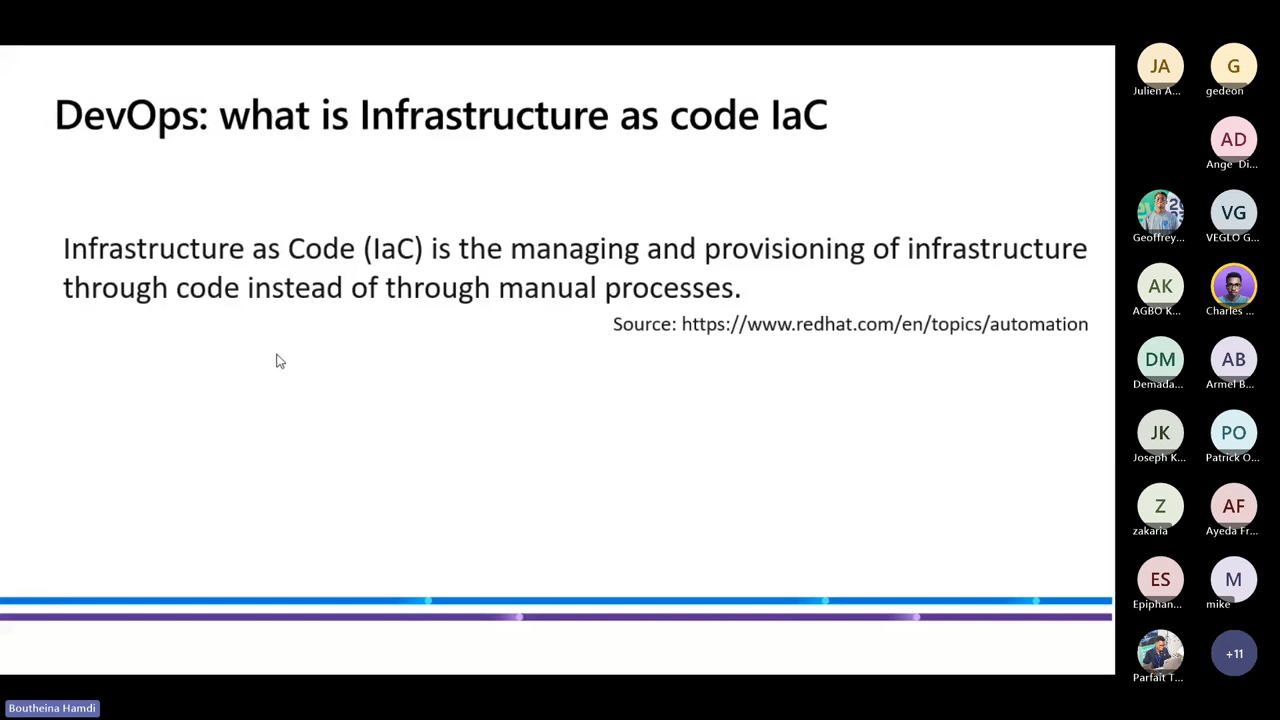 DevOps: what is Infrastructure as code IaC
Infrastructure as Code (IaC) is the managing and provisioning of infrastructure
through code instead of through manual processes.
Source: https://www.redhat.com/en/topics/automation
JA
Julien A...
G
gedeon
AD
Ange Di...
Geoffrey...
VG
VEGLO G...
AK
AGBO K...
Charles ...
DM
Demada...
AB
Armel B...
JK
Joseph K...
PO
Patrick O...
Z
zakaria
AF
Ayeda Fr...
ES
Epiphan...
M
mike
Parfait T...
+11
Boutheina Hamdi